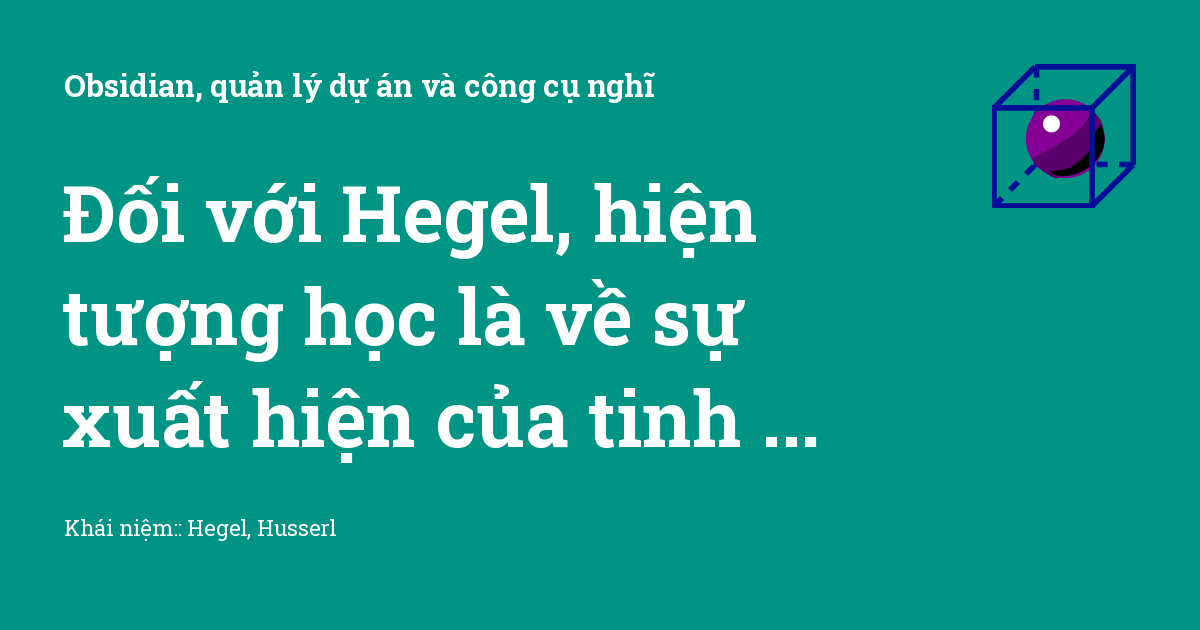 Obsidian, quản lý dự án và công cụ nghĩ
Đối với Hegel, hiện
tượng học là về sự
xuất hiện của tinh ...
Khái niệm:: Hegel, Husserl